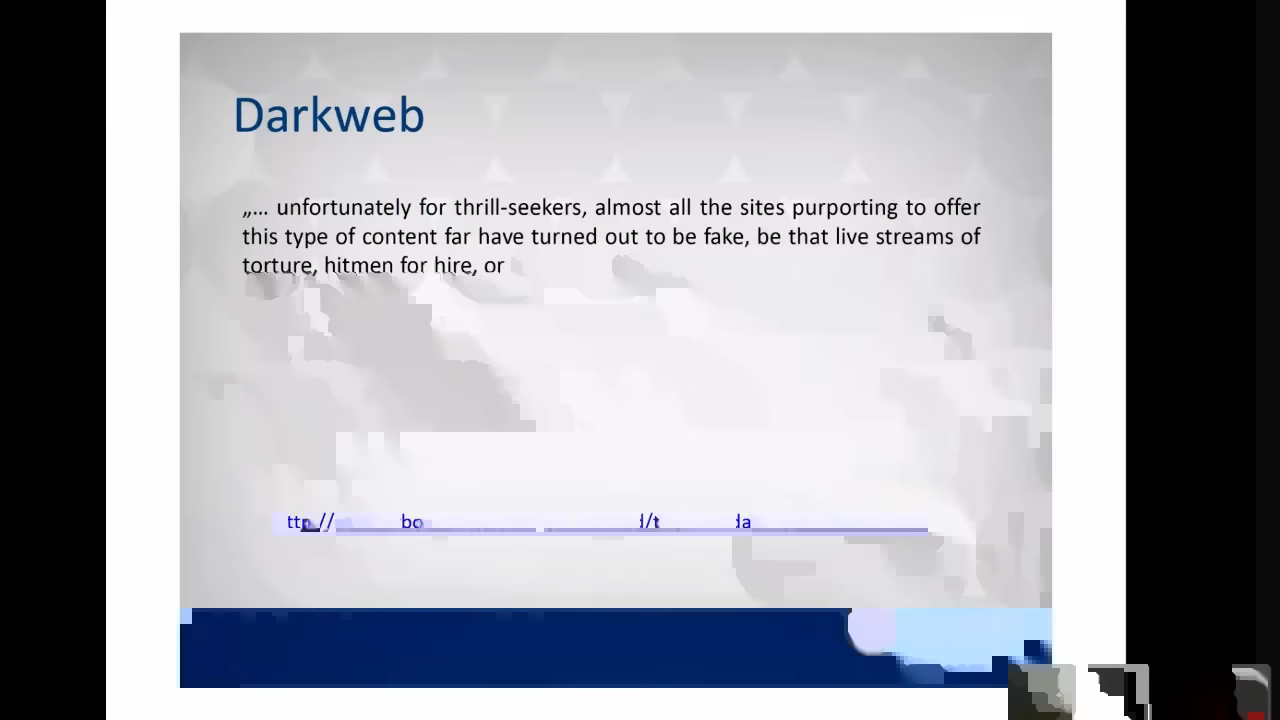 Darkweb
„… unfortunately for thrill-seekers, almost all the sites purporting to offer
this type of content far have turned out to be fake, be that live streams of
torture, hitmen for hire, or